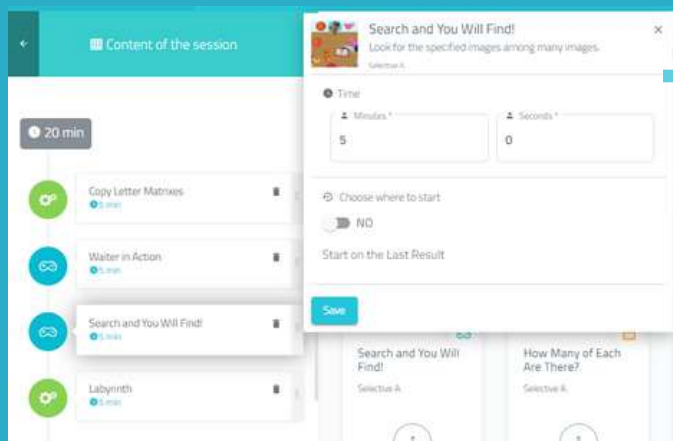 Content of the session
20 min
Copy Letter Matrixes
5 min
Waiter in Action
5 min
Search and You Will Find!
5 min
Labyrinth
5 min
Search and You Will Find!
Look for the specified images among many images.
Selective A.
Time
Minutes *
5
Seconds *
0
Choose where to start
NO
Start on the Last Result
Save
Search and You Will
Find!
Selective A.
How Many of Each
Are There?
Selective A.